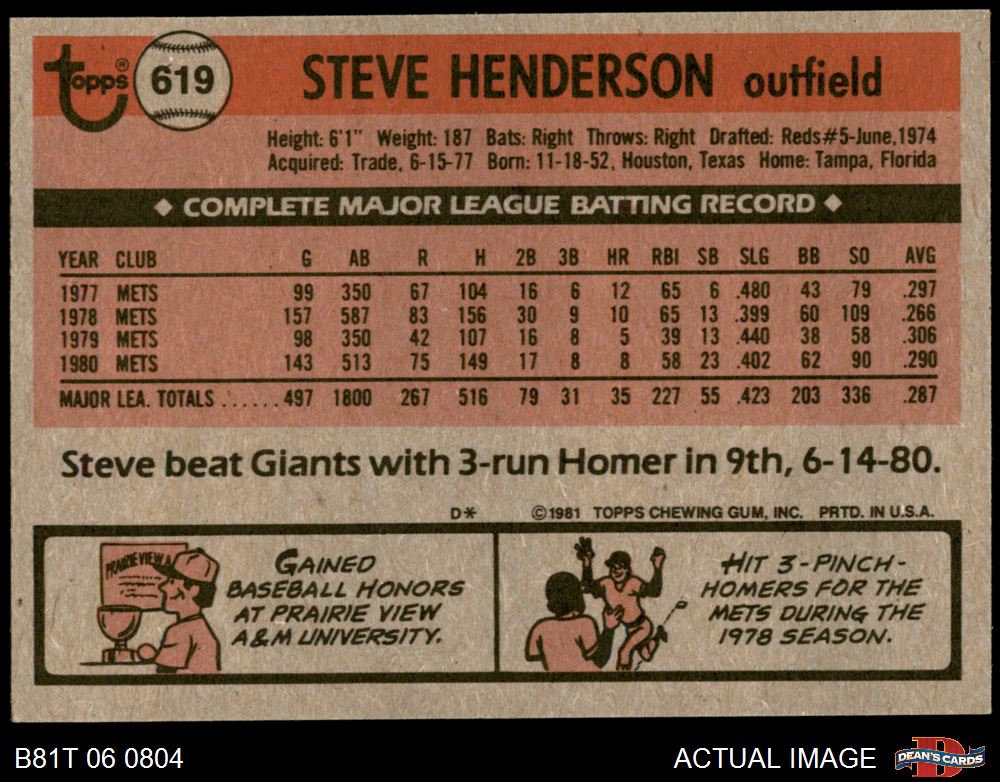 topps® 619 STEVE HENDERSON outfield
Height: 6'1" Weight: 187 Bats: Right Throws: Right Drafted: Reds#5-June,1974
Acquired: Trade, 6-15-77 Born: 11-18-52, Houston, Texas Home: Tampa, Florida
◆ COMPLETE MAJOR LEAGUE BATTING RECORD ◆
YEAR CLUB G AB R H 2B 3B HR RBI SB SLG BB SO AVG
1977 METS 99 350 67 104 16 6 12 65 6 .480 43 79 .297
1978 METS 157 587 83 156 30 9 10 65 13 .399 60 109 .266
1979 METS 98 350 42 107 16 8 5 39 13 .440 38 58 .306
1980 METS 143 513 75 149 17 8 8 58 23 .402 62 90 .290
MAJOR LEA. TOTALS ...... 497 1800 267 516 79 31 35 227 55 .423 203 336 .287
Steve beat Giants with 3-run Homer in 9th, 6-14-80.
D* ©1981 TOPPS CHEWING GUM, INC. PRTD. IN U.S.A.
PRAIRIE VIEW A
GAINED
BASEBALL HONORS
AT PRAIRIE VIEW
A&M UNIVERSITY.
HIT 3-PINCH-
HOMERS FOR THE
METS DURING THE
1978 SEASON.
B81T 06 0804 ACTUAL IMAGE D DEAN'S CARDS